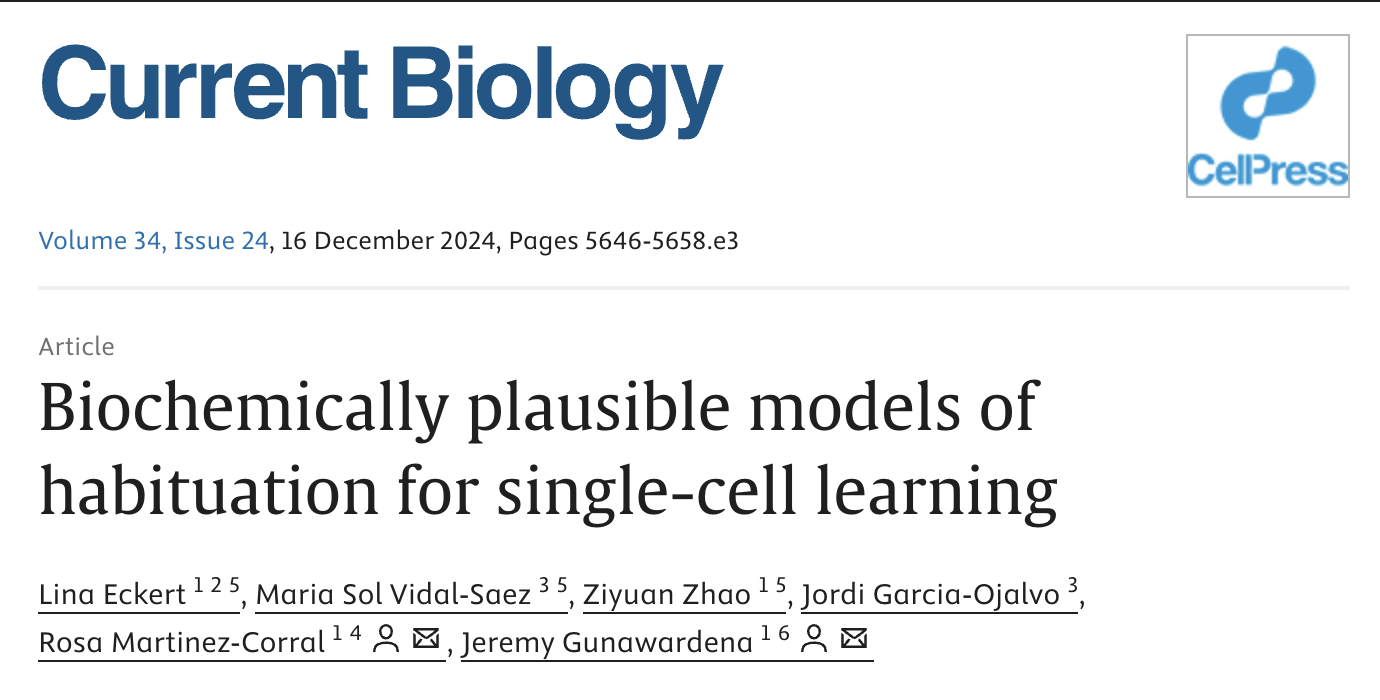 Current Biology
CellPress
Volume 34, Issue 24, 16 December 2024, Pages 5646-5658.e3
Article
Biochemically plausible models of
habituation for single-cell learning
Lina Eckert 1 2 5, Maria Sol Vidal-Saez 3 5, Ziyuan Zhao 1 5, Jordi Garcia-Ojalvo 3,
Rosa Martinez-Corral 1 4, Jeremy Gunawardena 1 6